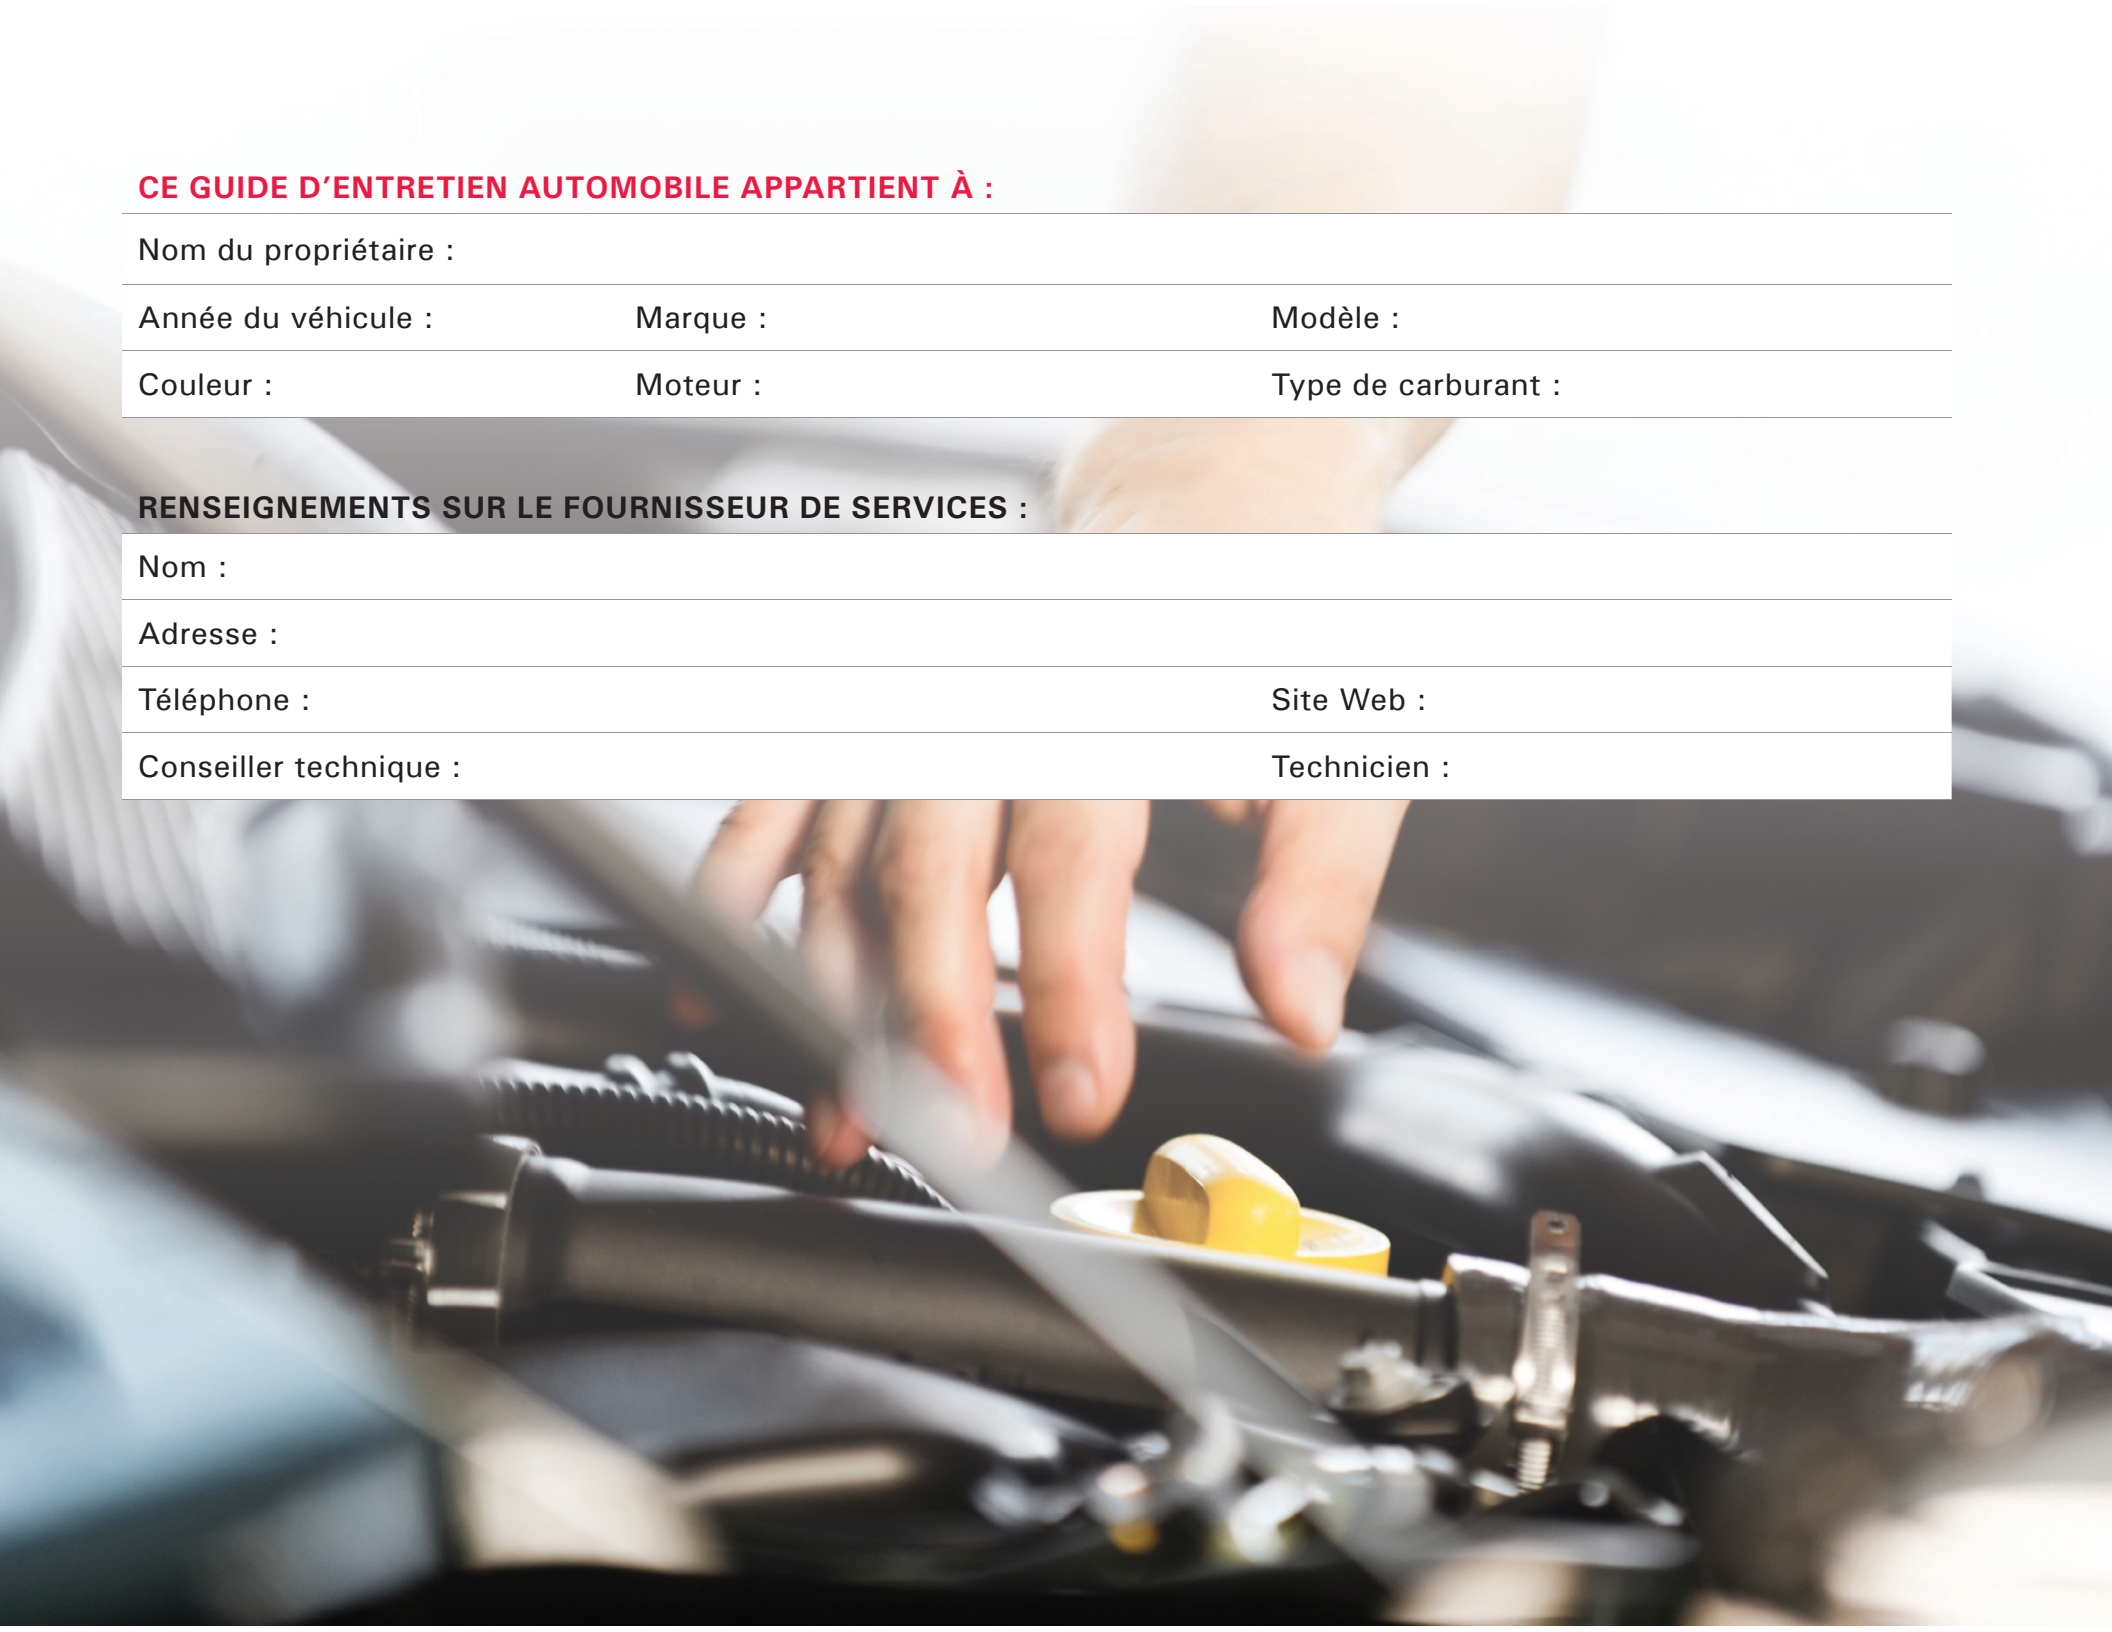 CE GUIDE D’ENTRETIEN AUTOMOBILE APPARTIENT À :
Nom du propriétaire :
Année du véhicule : Marque : Modèle :
Couleur : Moteur : Type de carburant :
RENSEIGNEMENTS SUR LE FOURNISSEUR DE SERVICES :
Nom :
Adresse :
Téléphone : Site Web :
Conseiller technique : Technicien :